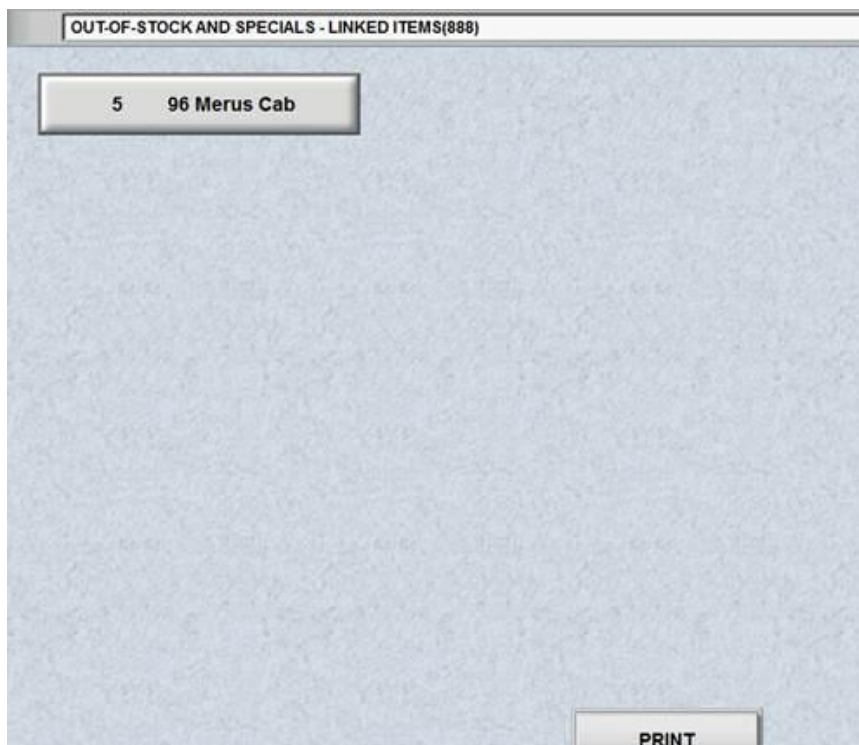 OUT-OF-STOCK AND SPECIALS - LINKED ITEMS(888)
5 96 Merus Cab
PRINT